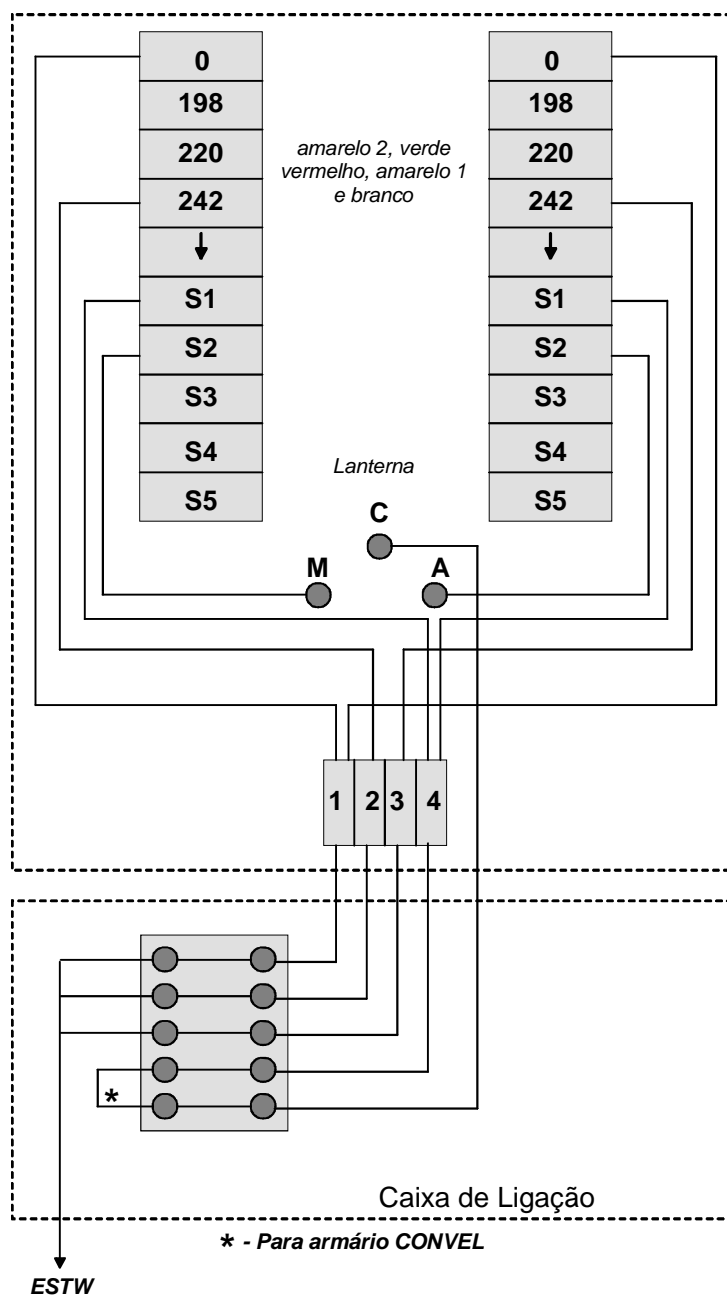 0
198
220
242
S1
S2
S3
S4
S5
amarelo 2, verde
vermelho, amarelo 1
e branco
0
198
220
242
S1
S2
S3
S4
S5
Lanterna
C
M
A
1 2 3 4
*
Caixa de Ligação
* - Para armário CONVEL
ESTW